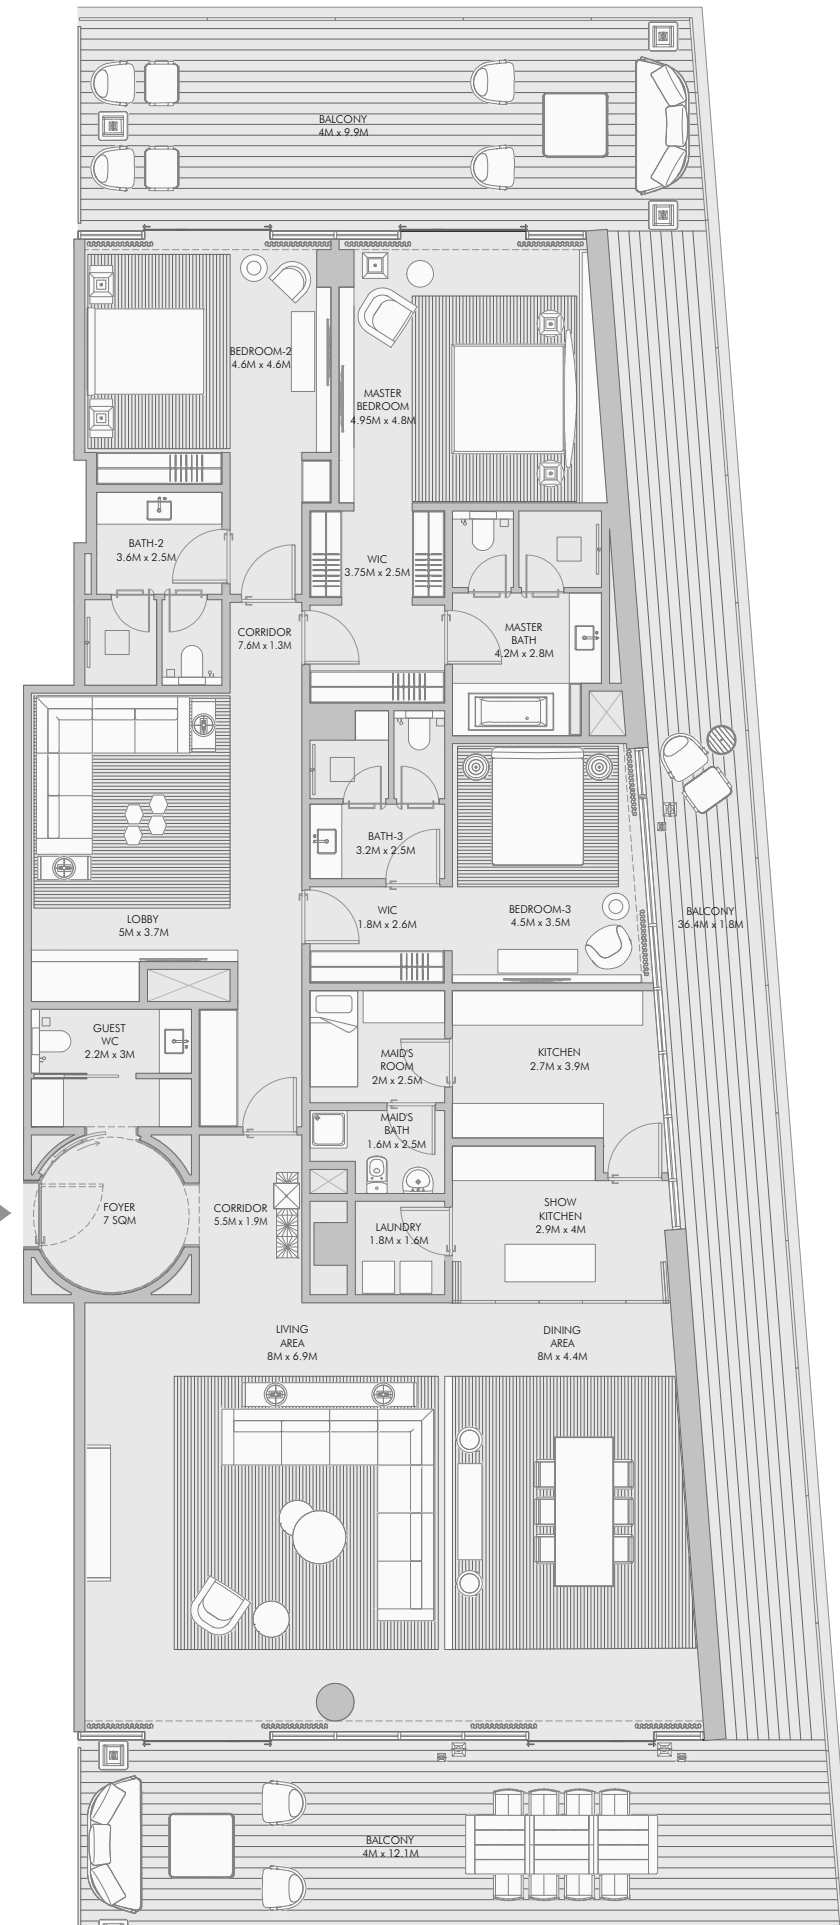 BALCONY
4M x 9.9M
BEDROOM-2
4.6M x 4.6M
MASTER
BEDROOM
4.95M x 4.8M
BATH-2
3.6M x 2.5M
WIC
3.75M x 2.5M
CORRIDOR
7.6M x 1.3M
MASTER
BATH
4.2M x 2.8M
BATH-3
3.2M x 2.5M
LOBBY
5M x 3.7M
WIC
1.8M x 2.6M
BEDROOM-3
4.5M x 3.5M
BALCONY
36.4M x 1.8M
GUEST
WC
2.2M x 3M
MAID'S
ROOM
2M x 2.5M
KITCHEN
2.7M x 3.9M
MAID'S
BATH
1.6M x 2.5M
FOYER
7 SQM
CORRIDOR
5.5M x 1.9M
LAUNDRY
1.8M x 1.6M
SHOW
KITCHEN
2.9M x 4M
LIVING
AREA
8M x 6.9M
DINING
AREA
8M x 4.4M
BALCONY
4M x 12.1M